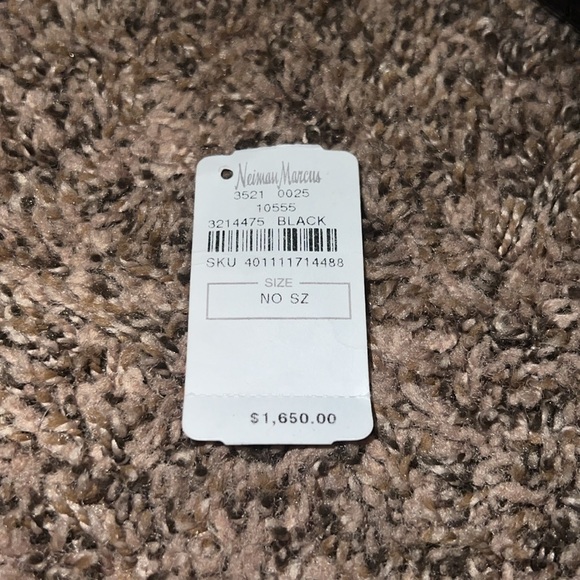 Neiman Marcus
3521 0025
10555
3214475 BLACK
SKU 401111714488
SIZE
NO SZ
$1,650.00